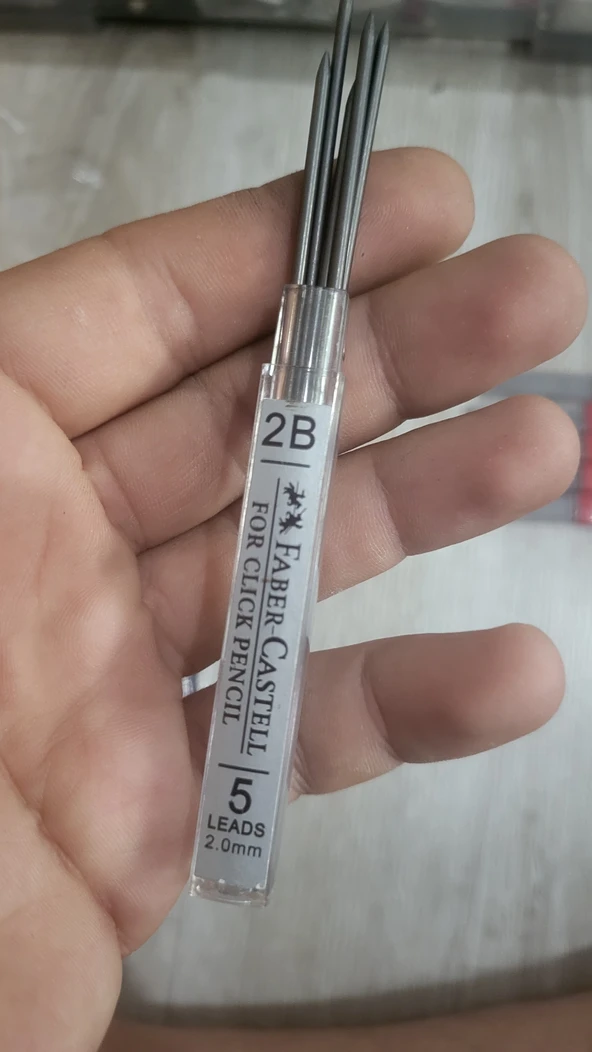 2B
FABER-CASTELL
FOR CLICK PENCIL
5
LEADS
2.0mm